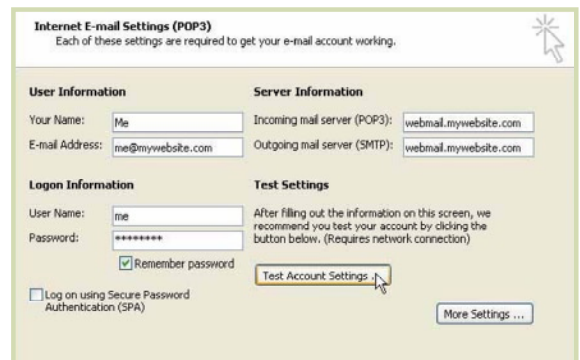 Internet E-mail Settings (POP3)
Each of these settings are required to get your e-mail account working.
User Information
Your Name: Me
E-mail Address: me@mywebsite.com
Server Information
Incoming mail server (POP3): webmail.mywebsite.com
Outgoing mail server (SMTP): webmail.mywebsite.com
Logon Information
User Name: me
Password: ********
Remember password
Log on using Secure Password
Authentication (SPA)
Test Settings
After filling out the information on this screen, we
recommend you test your account by clicking the
button below. (Requires network connection)
Test Account Settings ...
More Settings ...